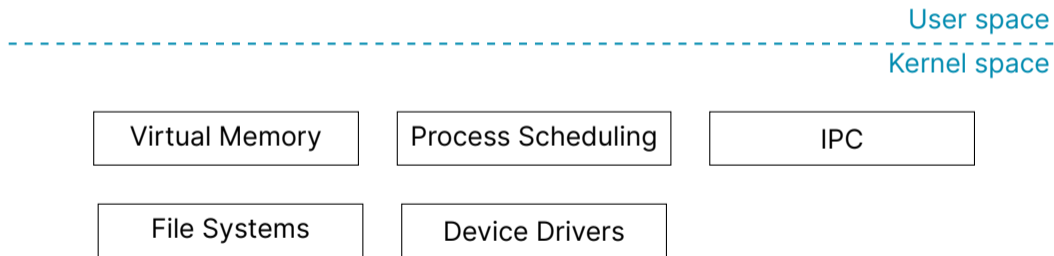 User space
Kernel space
Virtual Memory
Process Scheduling
IPC
File Systems
Device Drivers